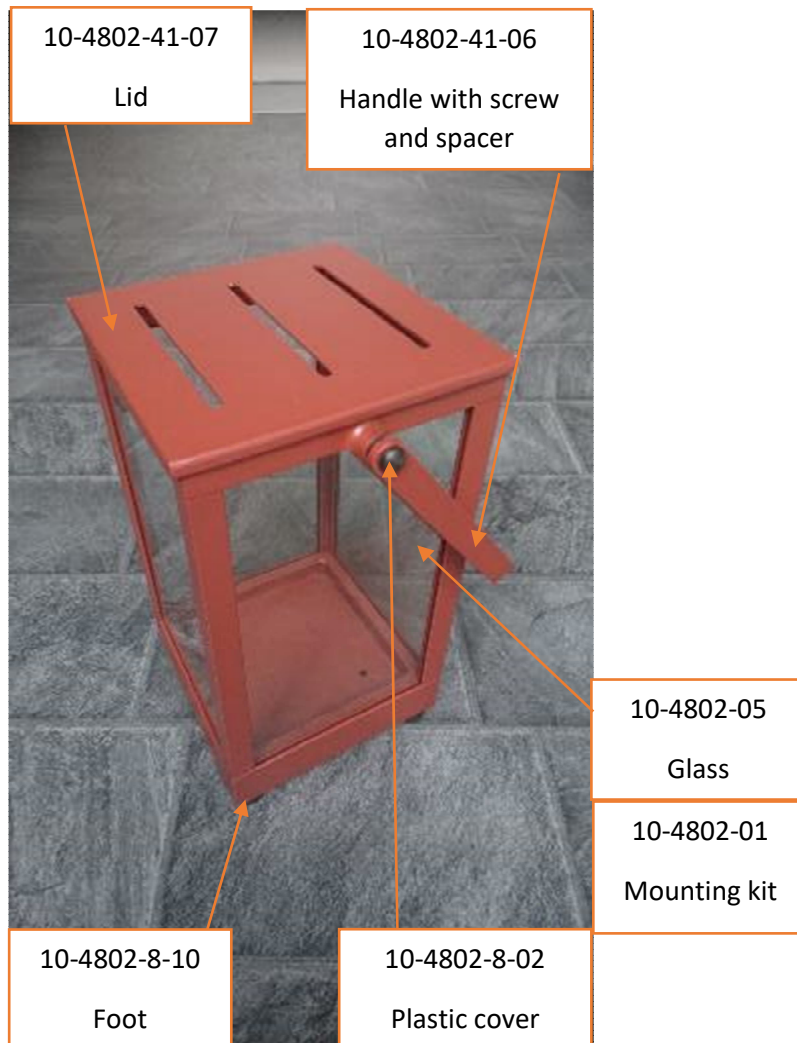 10-4802-41-07
Lid
10-4802-41-06
Handle with screw
and spacer
10-4802-05
Glass
10-4802-01
Mounting kit
10-4802-8-10
Foot
10-4802-8-02
Plastic cover